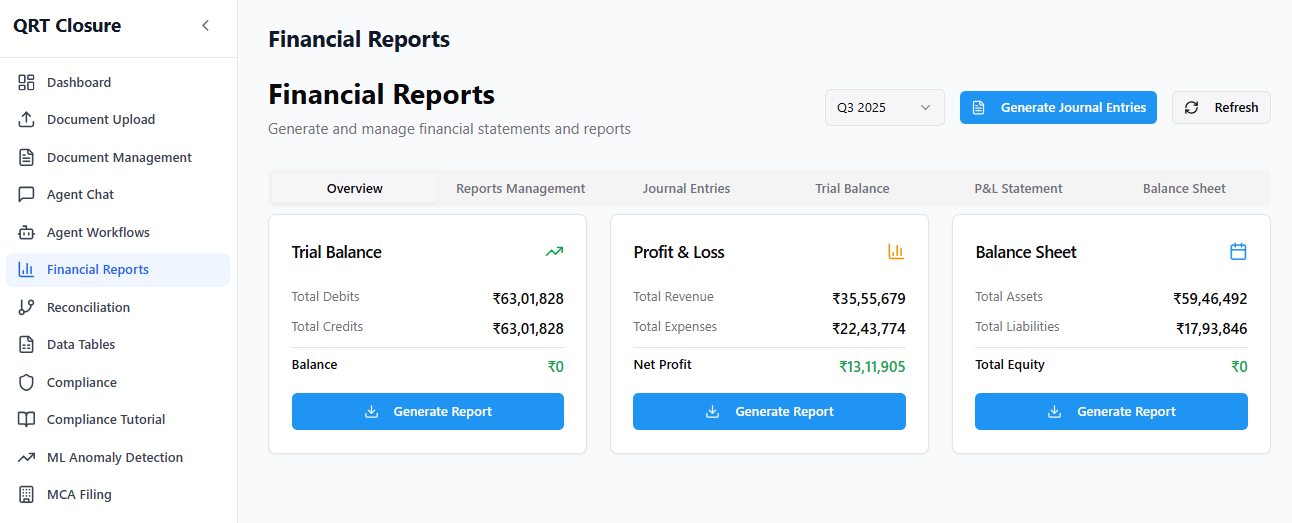 QRT Closure
Dashboard
Document Upload
Document Management
Agent Chat
Agent Workflows
Financial Reports
Reconciliation
Data Tables
Compliance
Compliance Tutorial
ML Anomaly Detection
MCA Filing
Financial Reports
Financial Reports
Generate and manage financial statements and reports
Q3 2025
Generate Journal Entries
Refresh
Overview Reports Management Journal Entries Trial Balance P&L Statement Balance Sheet
Trial Balance
Total Debits ₹63,01,828
Total Credits ₹63,01,828
Balance ₹0
Generate Report
Profit & Loss
Total Revenue ₹35,55,679
Total Expenses ₹22,43,774
Net Profit ₹13,11,905
Generate Report
Balance Sheet
Total Assets ₹59,46,492
Total Liabilities ₹17,93,846
Total Equity ₹0
Generate Report